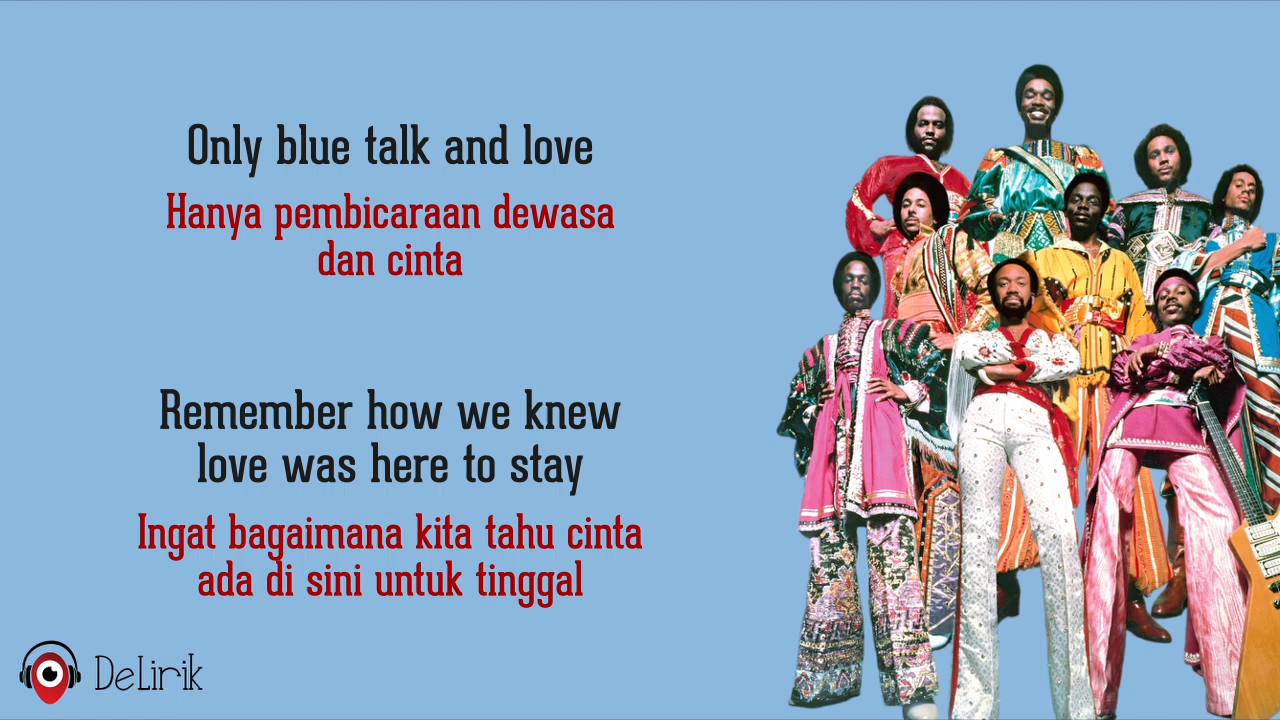 Only blue talk and love
Hanya pembicaraan dewasa
dan cinta
Remember how we knew
love was here to stay
Ingat bagaimana kita tahu cinta
ada di sini untuk tinggal
DeLirik